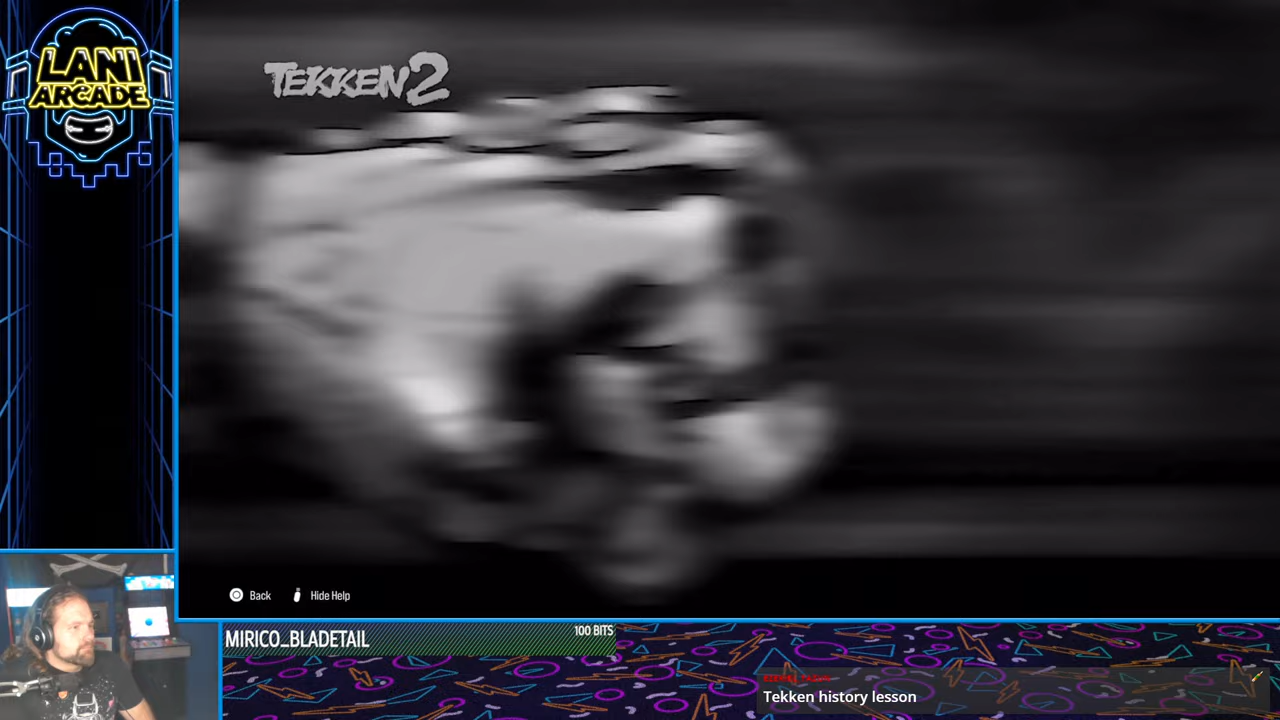 LANI
ARCADE
TEKKEN 2
Back
Hide Help
MIRICO_BLADETAIL
100 BITS
Tekken history lesson